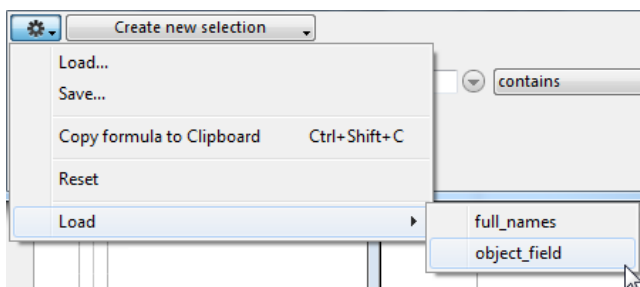 Create new selection
Load...
Save...
contains
Copy formula to Clipboard Ctrl+Shift+C
Reset
Load
full_names
object_field